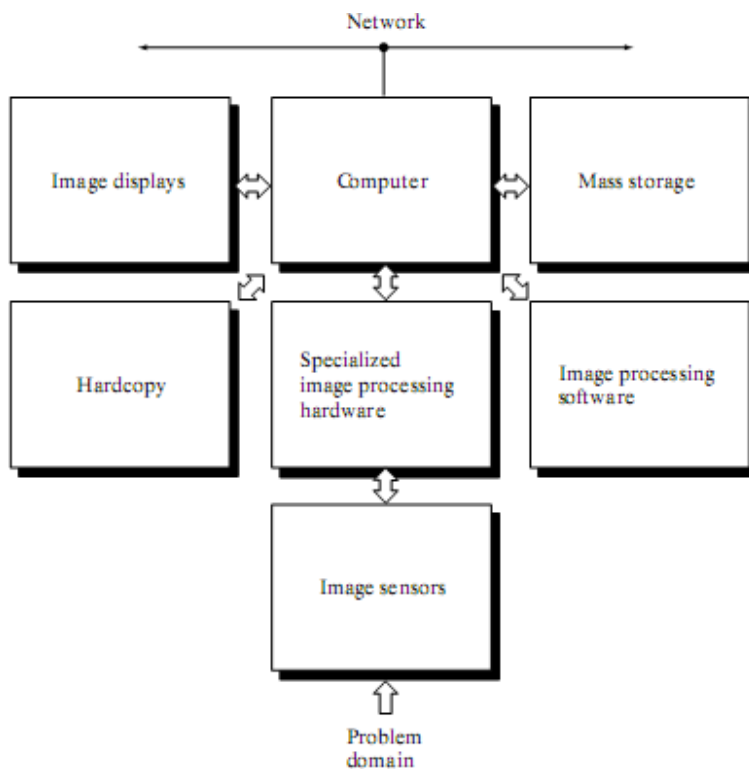 Network
Image displays
Computer
Mass storage
Hardcopy
Specialized
image processing
hardware
Image processing
software
Image sensors
Problem
domain